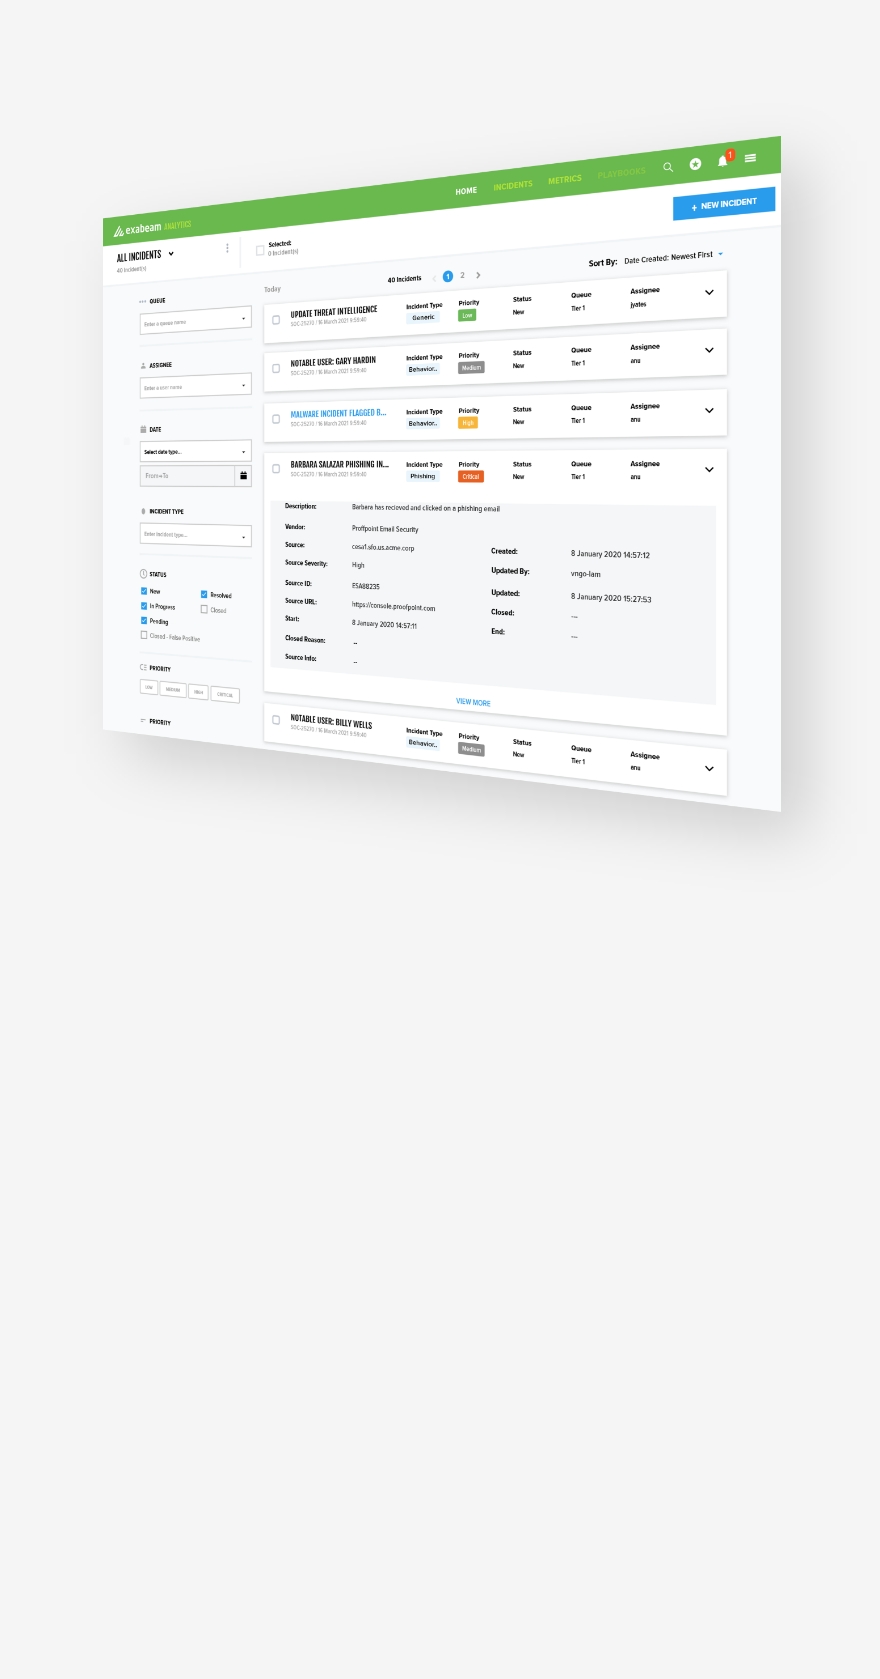 exabeam ANALYTICS
HOME INCIDENTS METRICS PLAYBOOKS
1
ALL INCIDENTS
40 Incident(s)
Selected:
0 Incident(s)
+ NEW INCIDENT
QUEUE
Enter a queue name
ASSIGNEE
Enter a user name
DATE
Select date type...
From→To
INCIDENT TYPE
Enter incident type...
STATUS
New
Resolved
In Progress
Closed
Pending
Closed - False Positive
PRIORITY
LOW MEDIUM HIGH CRITICAL
PRIORITY
Today
40 Incidents
1 2
Sort By: Date Created: Newest First
UPDATE THREAT INTELLIGENCE
SOC-25270 / 16 March 2021 9:59:40
Incident Type Priority Status Queue Assignee
Generic Low New Tier 1 jyates
NOTABLE USER: GARY HARDIN
SOC-25270 / 16 March 2021 9:59:40
Incident Type Priority Status Queue Assignee
Behavior.. Medium New Tier 1 anu
MALWARE INCIDENT FLAGGED B...
SOC-25270 / 16 March 2021 9:59:40
Incident Type Priority Status Queue Assignee
Behavior.. High New Tier 1 anu
BARBARA SALAZAR PHISHING IN...
SOC-25270 / 16 March 2021 9:59:40
Incident Type Priority Status Queue Assignee
Phishing Critical New Tier 1 anu
Description: Barbara has recieved and clicked on a phishing email
Vendor: Proffpoint Email Security
Source: cesa1.sfo.us.acme.corp
Source Severity: High
Source ID: ESA88235
Source URL: https://console.proofpoint.com
Start: 8 January 2020 14:57:11
Closed Reason: --
Source Info: --
Created: 8 January 2020 14:57:12
Updated By: vngo-lam
Updated: 8 January 2020 15:27:53
Closed: ---
End: ---
VIEW MORE
NOTABLE USER: BILLY WELLS
SOC-25270 / 16 March 2021 9:59:40
Incident Type Priority Status Queue Assignee
Behavior.. Medium New Tier 1 anu